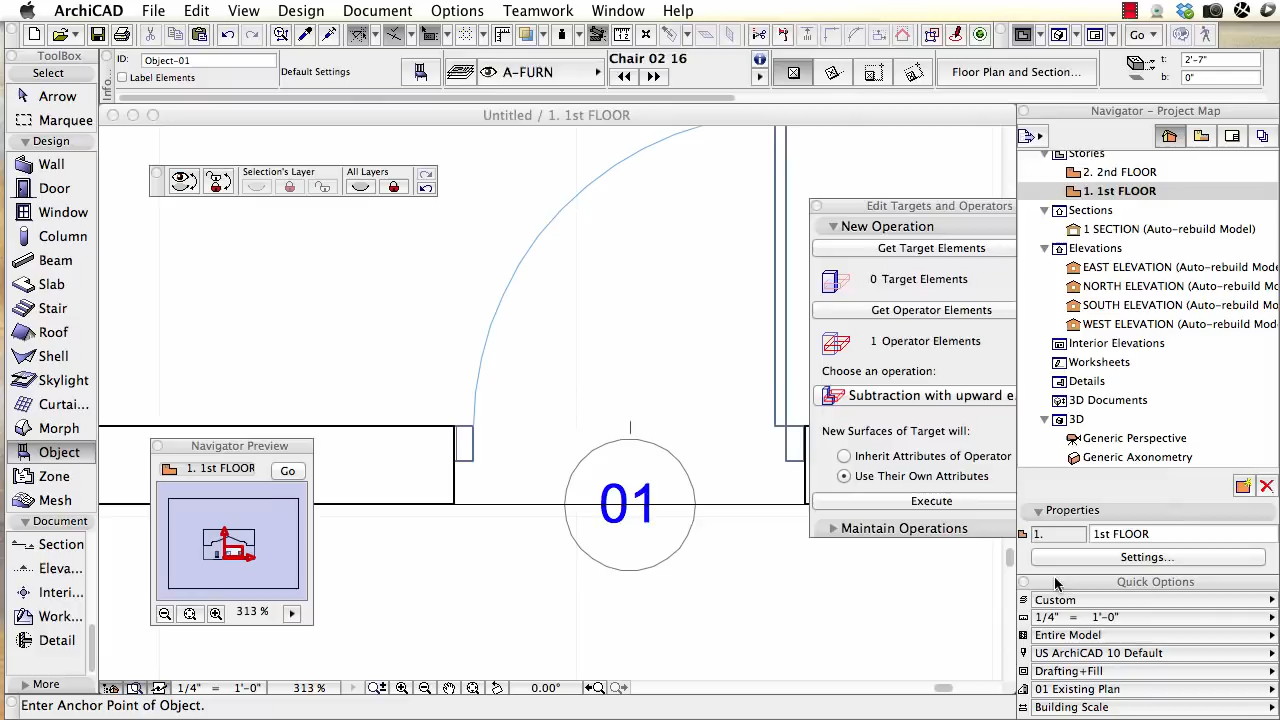 ArchiCAD File Edit View Design Document Options Teamwork Window Help
Go
ToolBox
Select
Arrow
Marquee
Design
Wall
Door
Window
Column
Beam
Slab
Stair
Roof
Shell
Skylight
Curtai...
Morph
Object
Zone
Mesh
Document
Section
Eleva...
Interi...
Work...
Detail
More
Info...
ID:
Object-01
Label Elements
Default Settings
A-FURN
Chair 02 16
Floor Plan and Section...
t:
2'-7"
b:
0"
Untitled / 1. 1st FLOOR
Selection's Layer
All Layers
01
Navigator Preview
1. 1st FLOOR
Go
313 %
Edit Targets and Operators
New Operation
Get Target Elements
0 Target Elements
Get Operator Elements
1 Operator Elements
Choose an operation:
Subtraction with upward e.
New Surfaces of Target will:
Inherit Attributes of Operator
Use Their Own Attributes
Execute
Maintain Operations
Navigator - Project Map
Stories
2. 2nd FLOOR
1. 1st FLOOR
Sections
1 SECTION (Auto-rebuild Model)
Elevations
EAST ELEVATION (Auto-rebuild Mode
NORTH ELEVATION (Auto-rebuild Mod
SOUTH ELEVATION (Auto-rebuild Mod
WEST ELEVATION (Auto-rebuild Mod
Interior Elevations
Worksheets
Details
3D Documents
3D
Generic Perspective
Generic Axonometry
Properties
1.
1st FLOOR
Settings...
Quick Options
Custom
1/4" = 1'-0"
Entire Model
US ArchiCAD 10 Default
Drafting+Fill
01 Existing Plan
Building Scale
1/4" = 1'-0"
313 %
0.00°
Enter Anchor Point of Object.